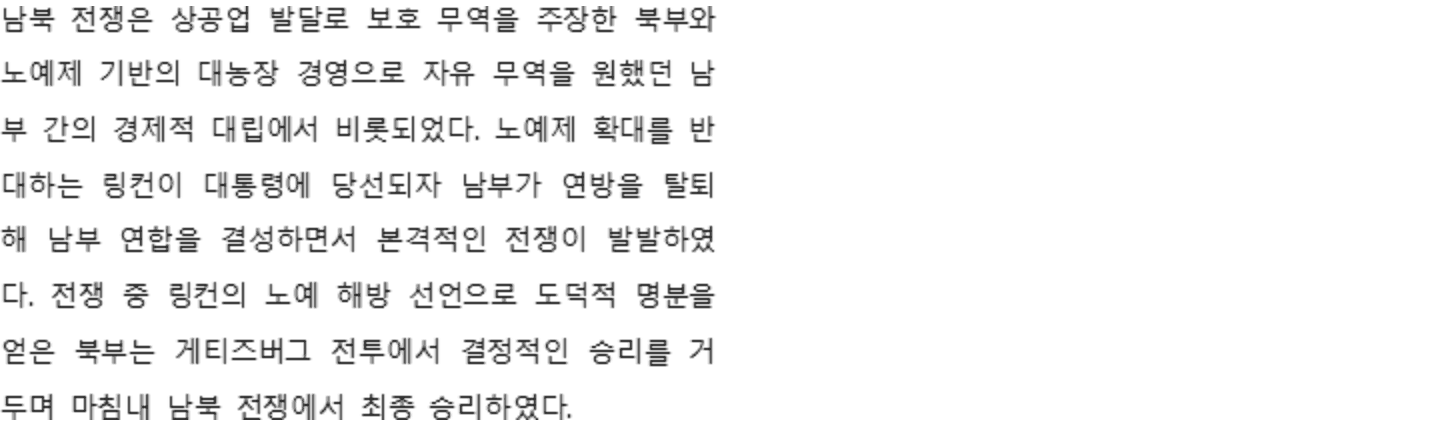 남북 전쟁은 상공업 발달로 보호 무역을 주장한 북부와
노예제 기반의 대농장 경영으로 자유 무역을 원했던 남
부 간의 경제적 대립에서 비롯되었다. 노예제 확대를 반
대하는 링컨이 대통령에 당선되자 남부가 연방을 탈퇴
해 남부 연합을 결성하면서 본격적인 전쟁이 발발하였
다. 전쟁 중 링컨의 노예 해방 선언으로 도덕적 명분을
얻은 북부는 게티즈버그 전투에서 결정적인 승리를 거
두며 마침내 남북 전쟁에서 최종 승리하였다.